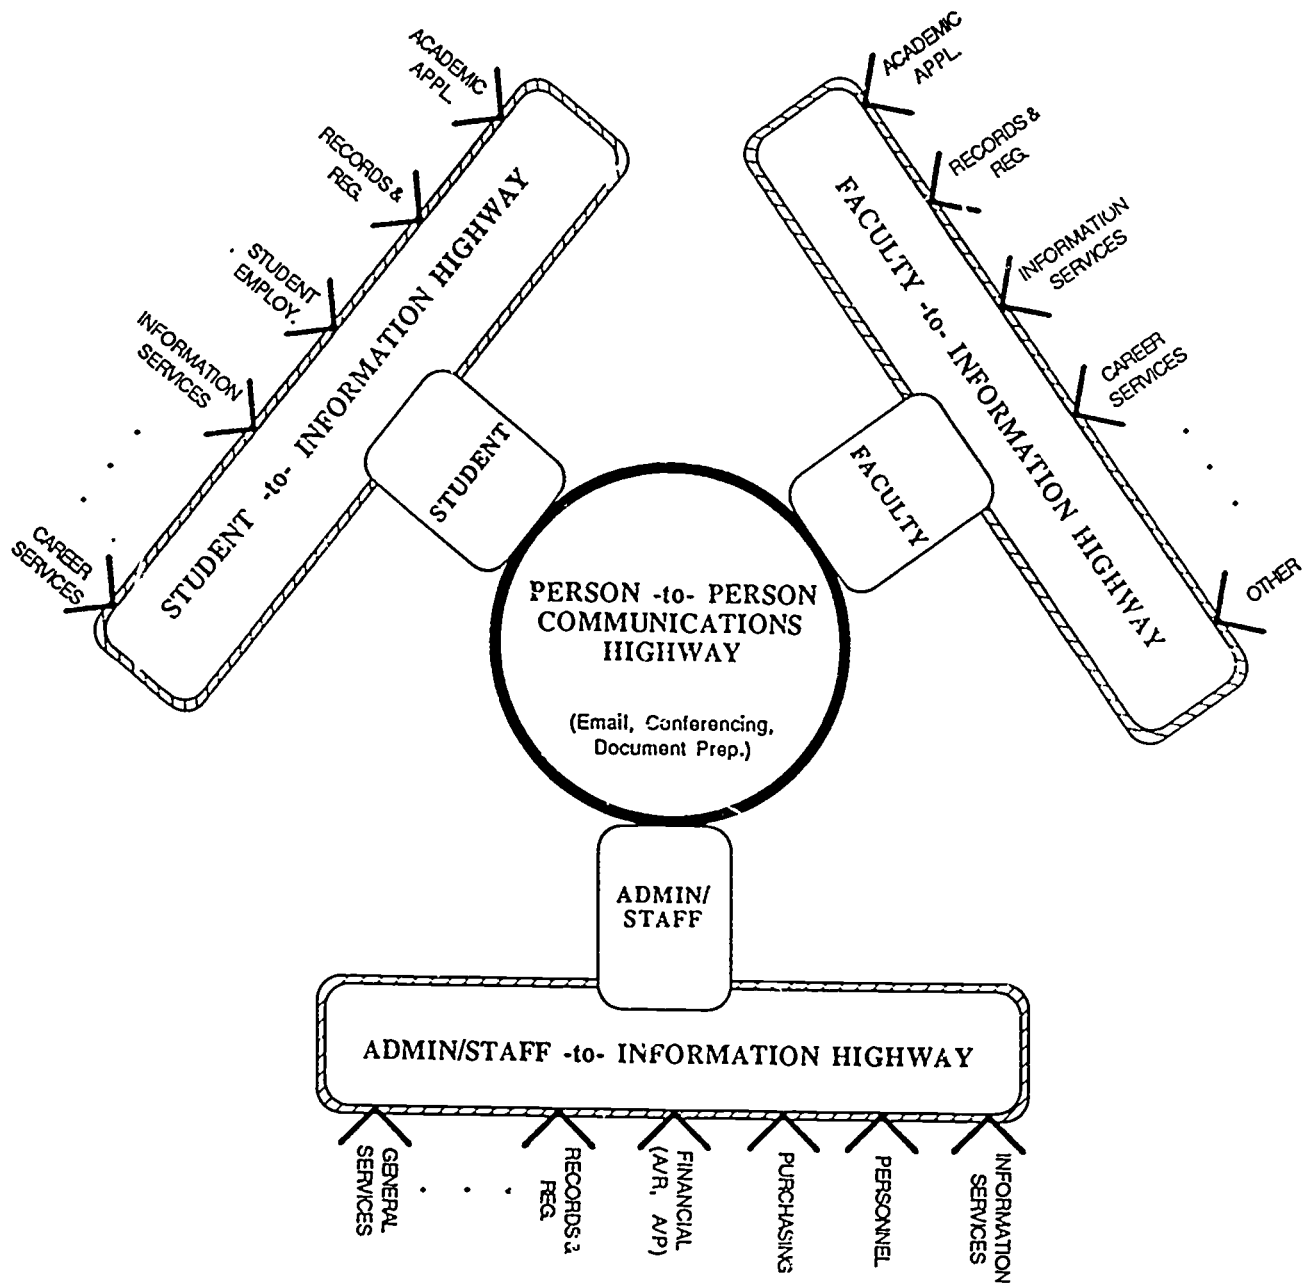 ACADEMIC
APPL.
RECORDS &
REG.
STUDENT
EMPLOY.
INFORMATION
SERVICES
CAREER
SERVICES
STUDENT -to- INFORMATION HIGHWAY
STUDENT
ACADEMIC
APPL.
RECORDS &
REG.
INFORMATION
SERVICES
CAREER
SERVICES
OTHER
FACULTY -to- INFORMATION HIGHWAY
FACULTY
PERSON -to- PERSON
COMMUNICATIONS
HIGHWAY
(Email, Conferencing,
Document Prep.)
ADMIN/
STAFF
ADMIN/STAFF -to- INFORMATION HIGHWAY
GENERAL
SERVICES
RECORDS &
REG.
FINANCIAL
(A/R, A/P)
PURCHASING
PERSONNEL
INFORMATION
SERVICES